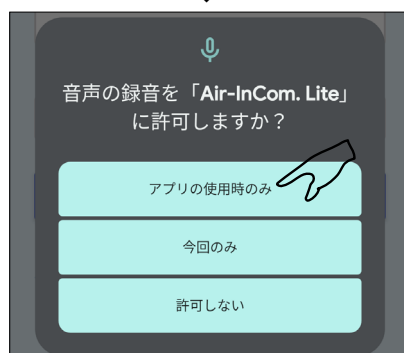 音声の録音を「Air-InCom. Lite」
に許可しますか？
アプリの使用時のみ
今回のみ
許可しない